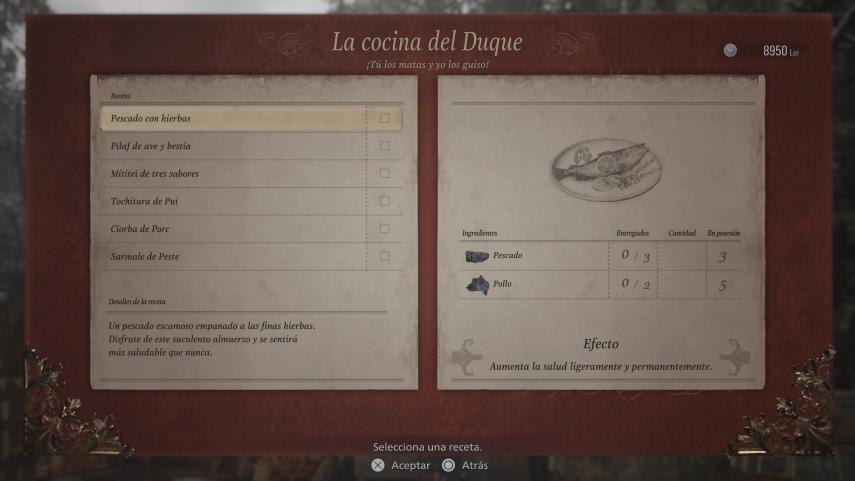 La cocina del Duque
¡Tú los matas y yo los guiso!
8950 Lei
Receta
Pescado con hierbas
Pilaf de ave y bestia
Mititei de tres sabores
Tochitura de Pui
Ciorba de Porc
Sarmale de Peste
Detalles de la receta
Un pescado escamoso empanado a las finas hierbas.
Disfrute de este suculento almuerzo y se sentirá
más saludable que nunca.
Ingredientes Entregados Cantidad En posesión
Pescado 0 / 3 3
Pollo 0 / 2 5
Efecto
Aumenta la salud ligeramente y permanentemente.
Selecciona una receta.
Aceptar Atrás